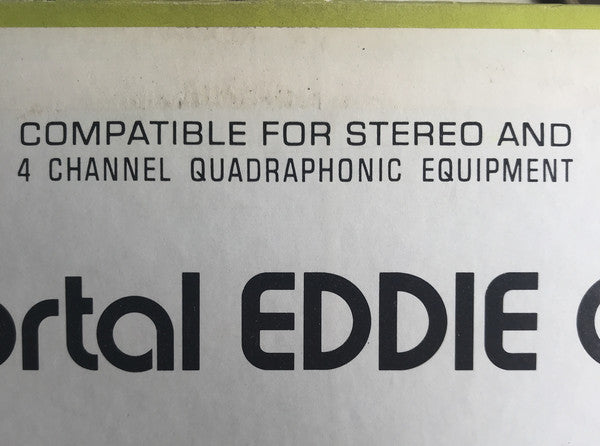 COMPATIBLE FOR STEREO AND
4 CHANNEL QUADRAPHONIC EQUIPMENT
ortal EDDIE C